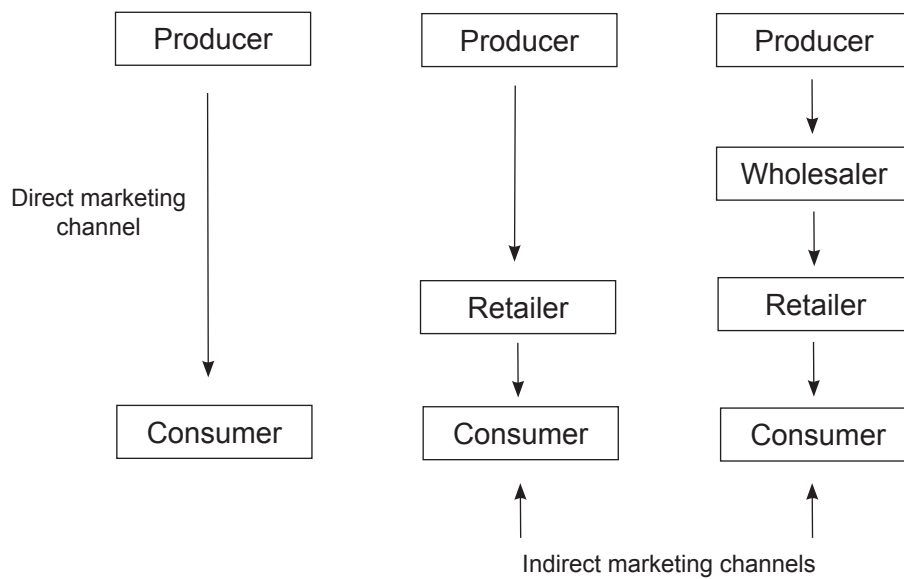 Producer
Producer
Producer
Wholesaler
Direct marketing
channel
Retailer
Retailer
Consumer
Consumer
Consumer
Indirect marketing channels